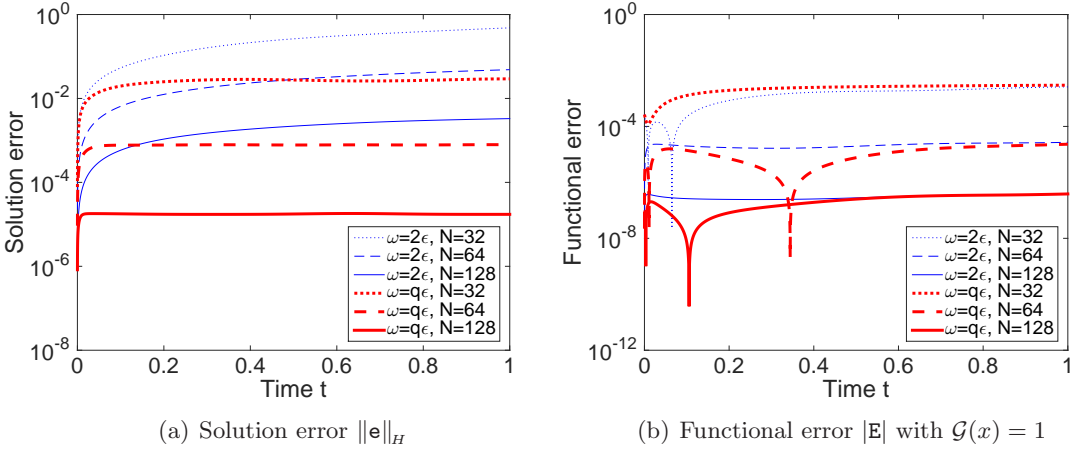 10^0
10^-2
10^-4
10^-6
10^-8
Solution error
0
0.2
0.4
0.6
0.8
1
Time t
ω=2ϵ, N=32
ω=2ϵ, N=64
ω=2ϵ, N=128
ω=qϵ, N=32
ω=qϵ, N=64
ω=qϵ, N=128
(a) Solution error ‖e‖_H
10^0
10^-4
10^-8
10^-12
Functional error
0
0.2
0.4
0.6
0.8
1
Time t
ω=2ϵ, N=32
ω=2ϵ, N=64
ω=2ϵ, N=128
ω=qϵ, N=32
ω=qϵ, N=64
ω=qϵ, N=128
(b) Functional error |E| with 𝒢(x) = 1